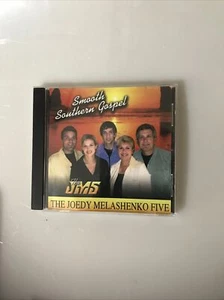 Smooth
Southern Gospel
JM5
THE JOEDY MELASHENKO FIVE